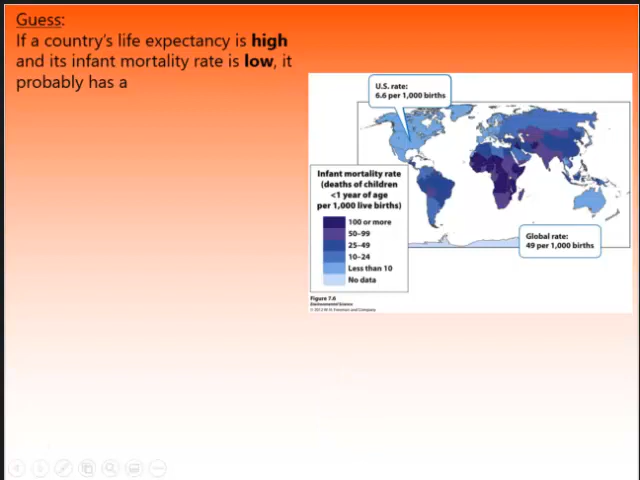 Guess:
If a country's life expectancy is high
and its infant mortality rate is low, it
probably has a
U.S. rate:
6.6 per 1,000 births
Infant mortality rate
(deaths of children
<1 year of age
per 1,000 live births)
100 or more
50–99
25–49
10–24
Less than 10
No data
Global rate:
49 per 1,000 births
Figure 7.6
Environmental Science
© 2012 W. H. Freeman and Company